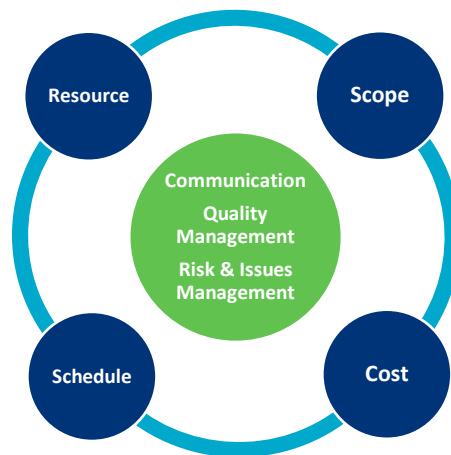 Resource
Scope
Communication
Quality
Management
Risk & Issues
Management
Schedule
Cost